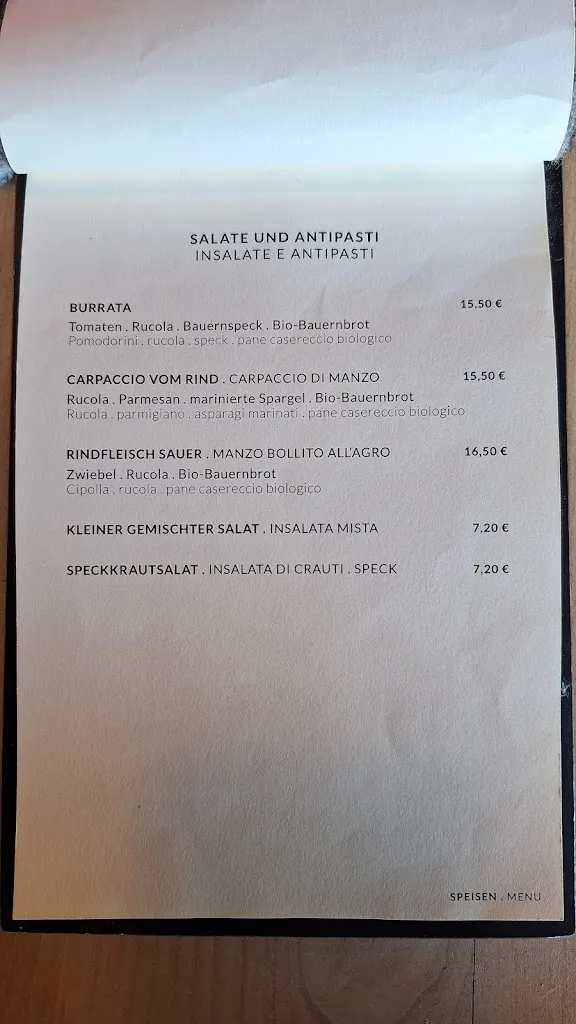 SALATE UND ANTIPASTI
INSALATE E ANTIPASTI
BURRATA 15,50 €
Tomaten . Rucola . Bauernspeck . Bio-Bauernbrot
Pomodorini . rucola . speck . pane casereccio biologico
CARPACCIO VOM RIND . CARPACCIO DI MANZO 15,50 €
Rucola . Parmesan . marinierte Spargel . Bio-Bauernbrot
Rucola . parmigiano . asparagi marinati . pane casereccio biologico
RINDFLEISCH SAUER . MANZO BOLLITO ALL'AGRO 16,50 €
Zwiebel . Rucola . Bio-Bauernbrot
Cipolla . rucola . pane casereccio biologico
KLEINER GEMISCHTER SALAT . INSALATA MISTA 7,20 €
SPECKKRAUTSALAT . INSALATA DI CRAUTI . SPECK 7,20 €
SPEISEN . MENU